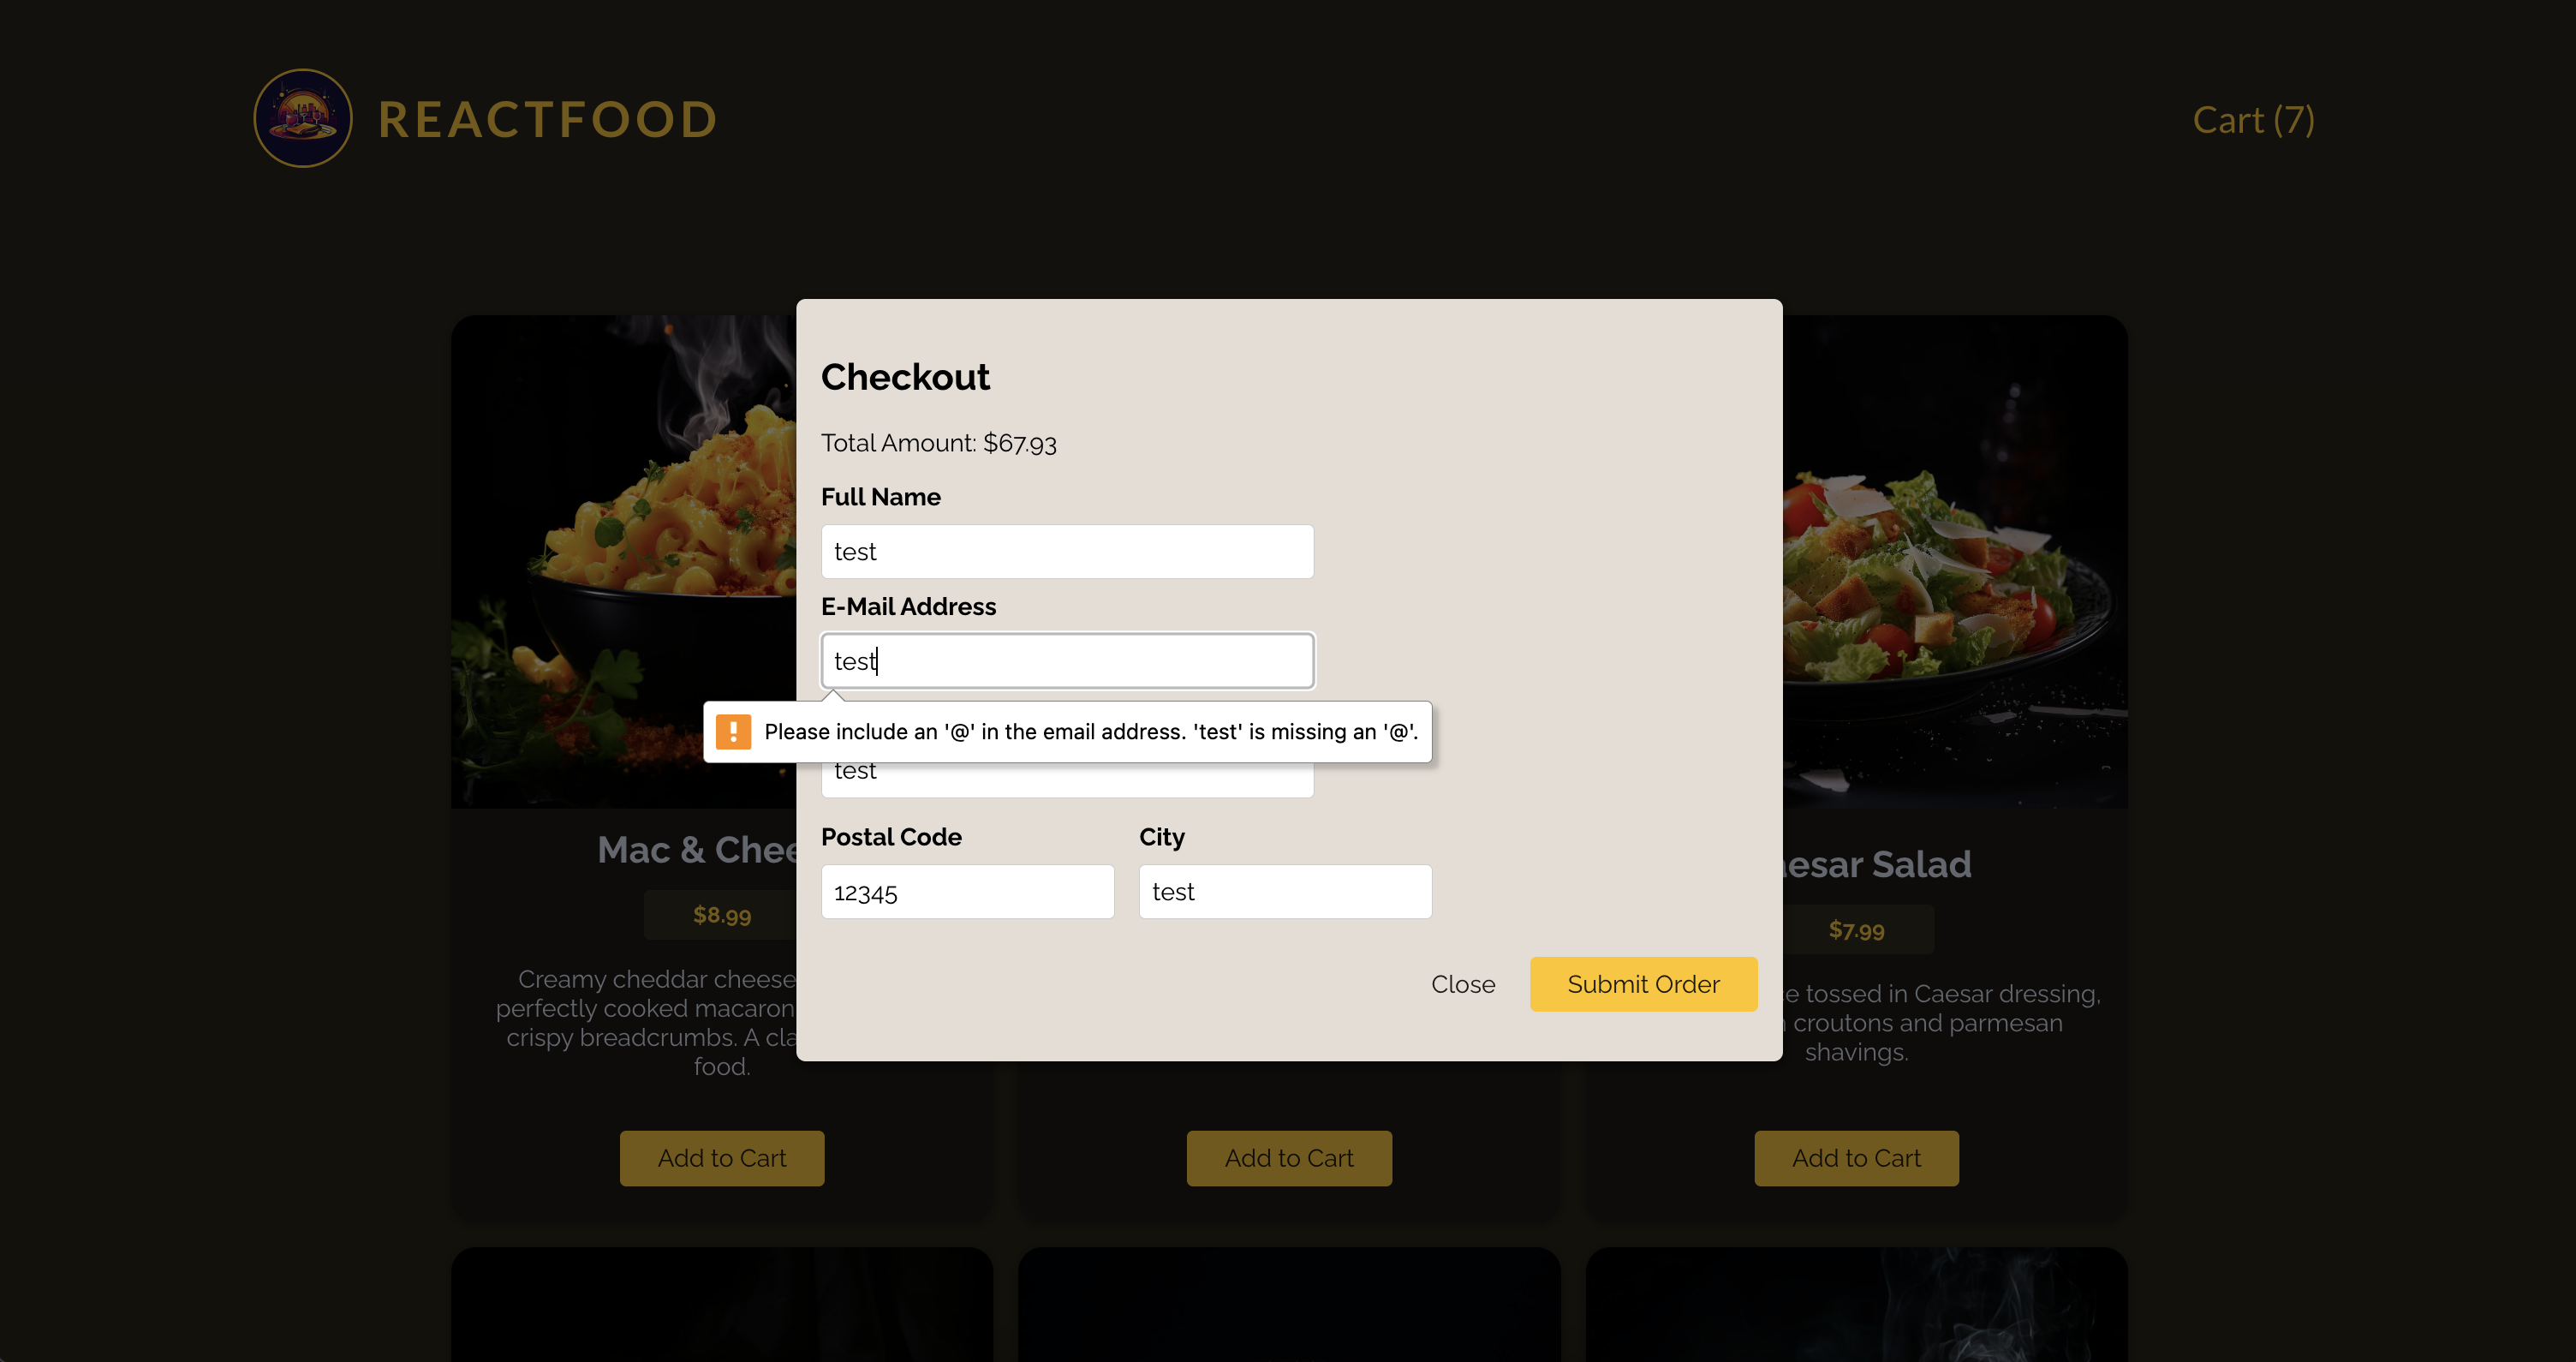 REACTFOOD
Cart (7)
Checkout
Total Amount: $67.93
Full Name
test
E-Mail Address
test
Please include an '@' in the email address. 'test' is missing an '@'.
test
Postal Code
City
12345
test
Close
Submit Order
Mac & Chee
$8.99
Creamy cheddar cheese
perfectly cooked macaron
crispy breadcrumbs. A cla
food.
Add to Cart
Add to Cart
esar Salad
$7.99
e tossed in Caesar dressing,
croutons and parmesan
shavings.
Add to Cart